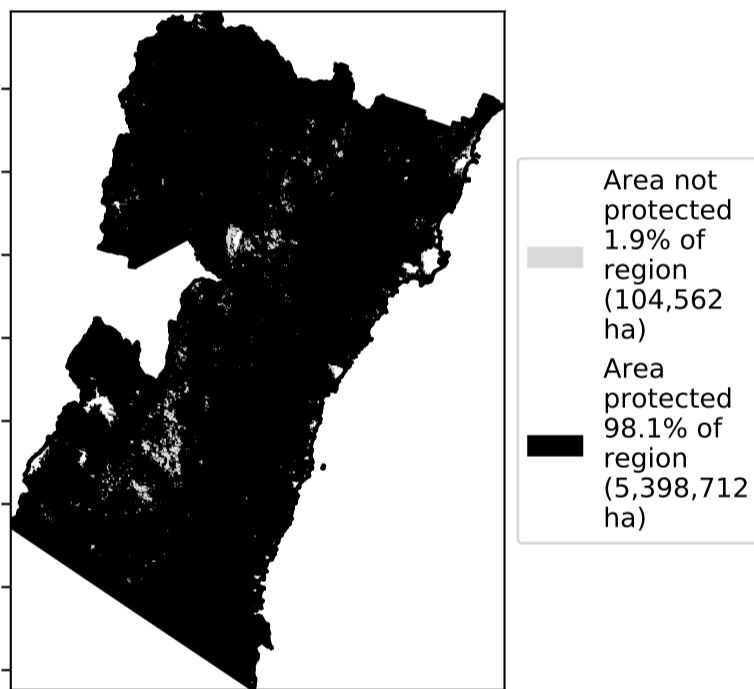 Area not
protected
1.9% of
region
(104,562
ha)
Area
protected
98.1% of
region
(5,398,712
ha)